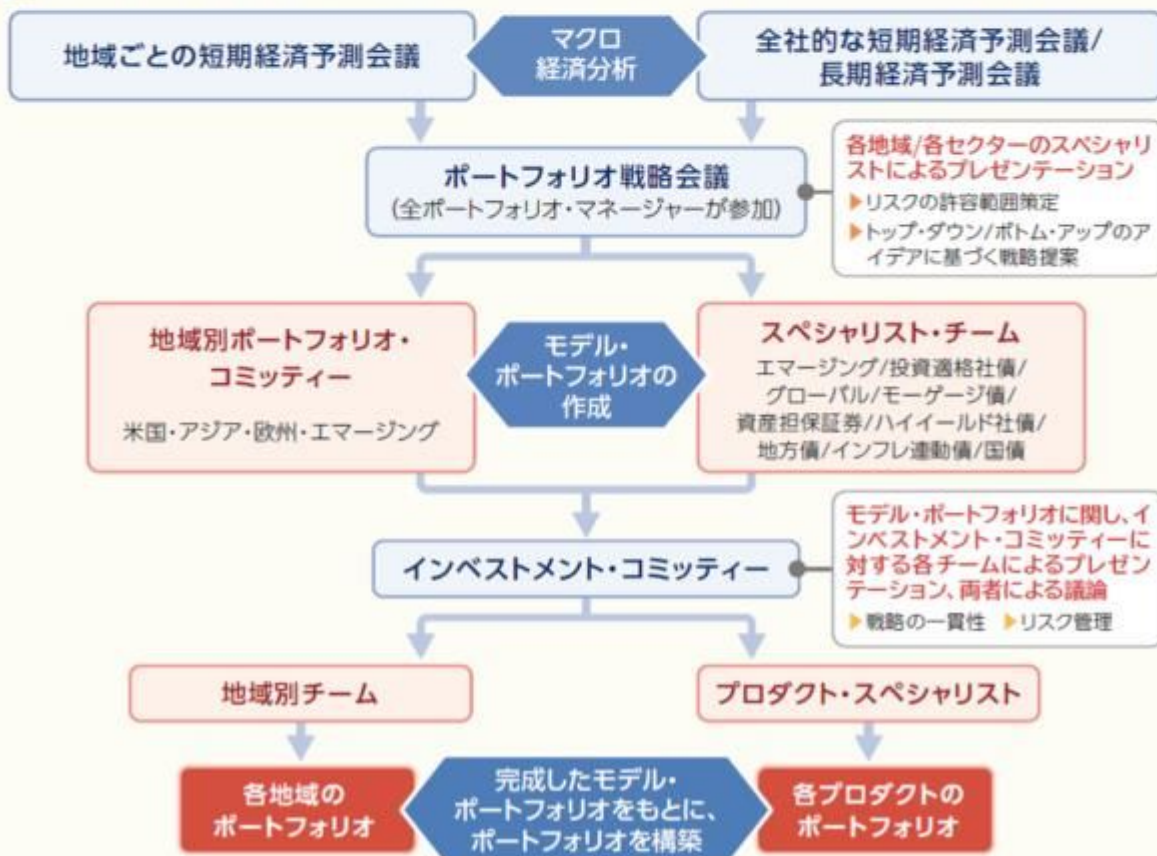 地域ごとの短期経済予測会議
マクロ
経済分析
全社的な短期経済予測会議/
長期経済予測会議
ポートフォリオ戦略会議
(全ポートフォリオ・マネージャーが参加)
各地域/各セクターのスペシャリ
ストによるプレゼンテーション
▶リスクの許容範囲策定
▶トップ・ダウン/ボトム・アップのア
イデアに基づく戦略提案
地域別ポートフォリオ・
コミッティー
米国・アジア・欧州・エマージング
モデル・
ポートフォリオの
作成
スペシャリスト・チーム
エマージング/投資適格社債/
グローバル/モーゲージ債/
資産担保証券/ハイイールド社債/
地方債/インフレ連動債/国債
インベストメント・コミッティー
モデル・ポートフォリオに関し、イ
ンベストメント・コミッティーに
対する各チームによるプレゼン
テーション、両者による議論
▶戦略の一貫性 ▶リスク管理
地域別チーム
プロダクト・スペシャリスト
各地域の
ポートフォリオ
完成したモデル・
ポートフォリオをもとに、
ポートフォリオを構築
各プロダクトの
ポートフォリオ